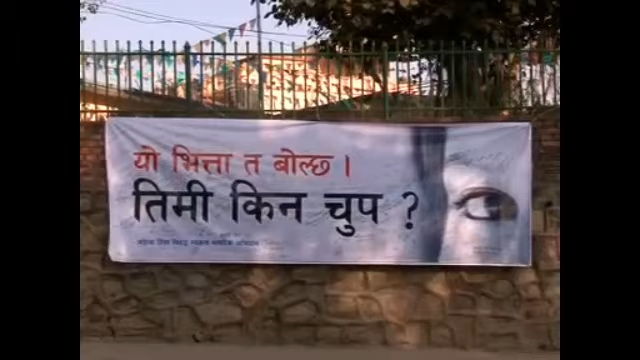 यो भित्ता त बोल्छ ।
तिमी किन चुप ?